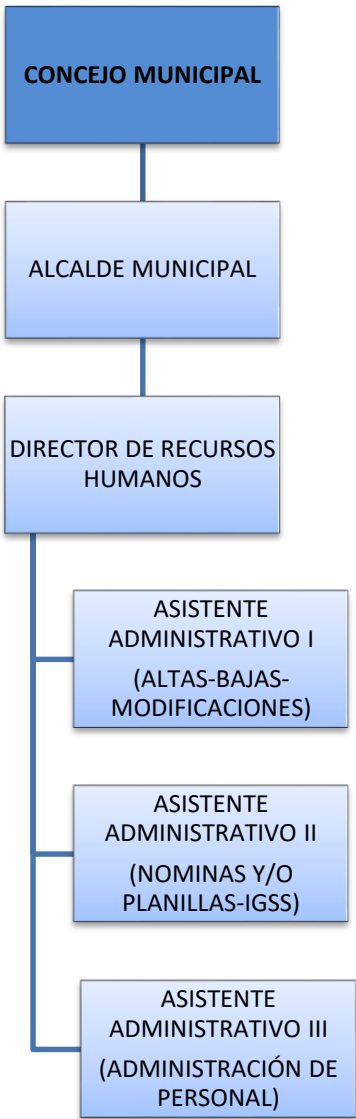 CONCEJO MUNICIPAL
ALCALDE MUNICIPAL
DIRECTOR DE RECURSOS
HUMANOS
ASISTENTE
ADMINISTRATIVO I
(ALTAS-BAJAS-
MODIFICACIONES)
ASISTENTE
ADMINISTRATIVO II
(NOMINAS Y/O
PLANILLAS-IGSS)
ASISTENTE
ADMINISTRATIVO III
(ADMINISTRACIÓN DE
PERSONAL)